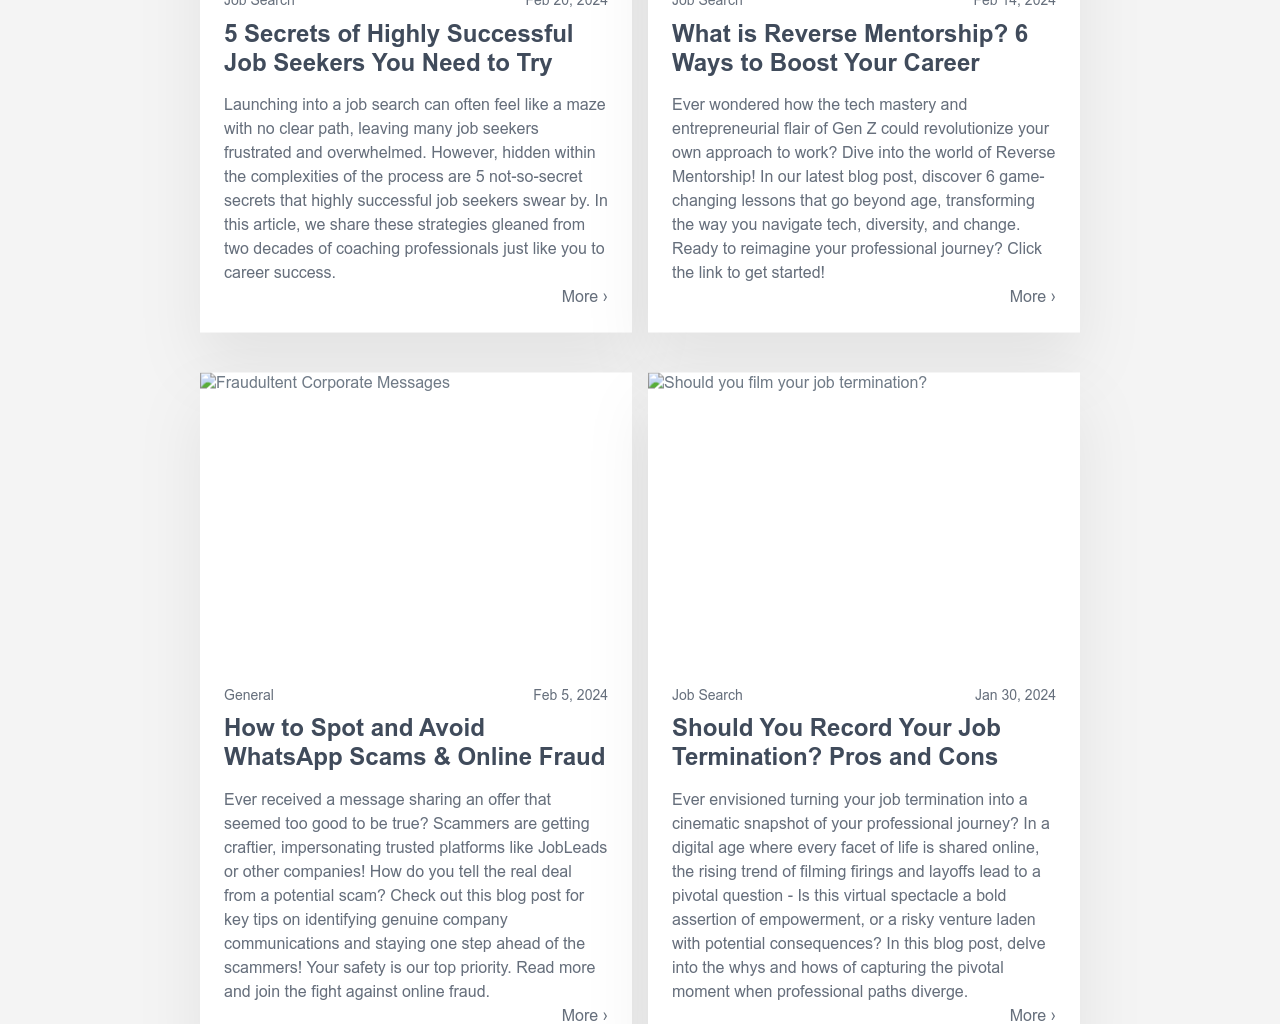 Job Search
Feb 20, 2024
5 Secrets of Highly Successful
Job Seekers You Need to Try
Launching into a job search can often feel like a maze
with no clear path, leaving many job seekers
frustrated and overwhelmed. However, hidden within
the complexities of the process are 5 not-so-secret
secrets that highly successful job seekers swear by. In
this article, we share these strategies gleaned from
two decades of coaching professionals just like you to
career success.
More ›
Job Search
Feb 14, 2024
What is Reverse Mentorship? 6
Ways to Boost Your Career
Ever wondered how the tech mastery and
entrepreneurial flair of Gen Z could revolutionize your
own approach to work? Dive into the world of Reverse
Mentorship! In our latest blog post, discover 6 game-
changing lessons that go beyond age, transforming
the way you navigate tech, diversity, and change.
Ready to reimagine your professional journey? Click
the link to get started!
More ›
Fraudultent Corporate Messages
General
Feb 5, 2024
How to Spot and Avoid
WhatsApp Scams & Online Fraud
Ever received a message sharing an offer that
seemed too good to be true? Scammers are getting
craftier, impersonating trusted platforms like JobLeads
or other companies! How do you tell the real deal
from a potential scam? Check out this blog post for
key tips on identifying genuine company
communications and staying one step ahead of the
scammers! Your safety is our top priority. Read more
and join the fight against online fraud.
More ›
Should you film your job termination?
Job Search
Jan 30, 2024
Should You Record Your Job
Termination? Pros and Cons
Ever envisioned turning your job termination into a
cinematic snapshot of your professional journey? In a
digital age where every facet of life is shared online,
the rising trend of filming firings and layoffs lead to a
pivotal question - Is this virtual spectacle a bold
assertion of empowerment, or a risky venture laden
with potential consequences? In this blog post, delve
into the whys and hows of capturing the pivotal
moment when professional paths diverge.
More ›